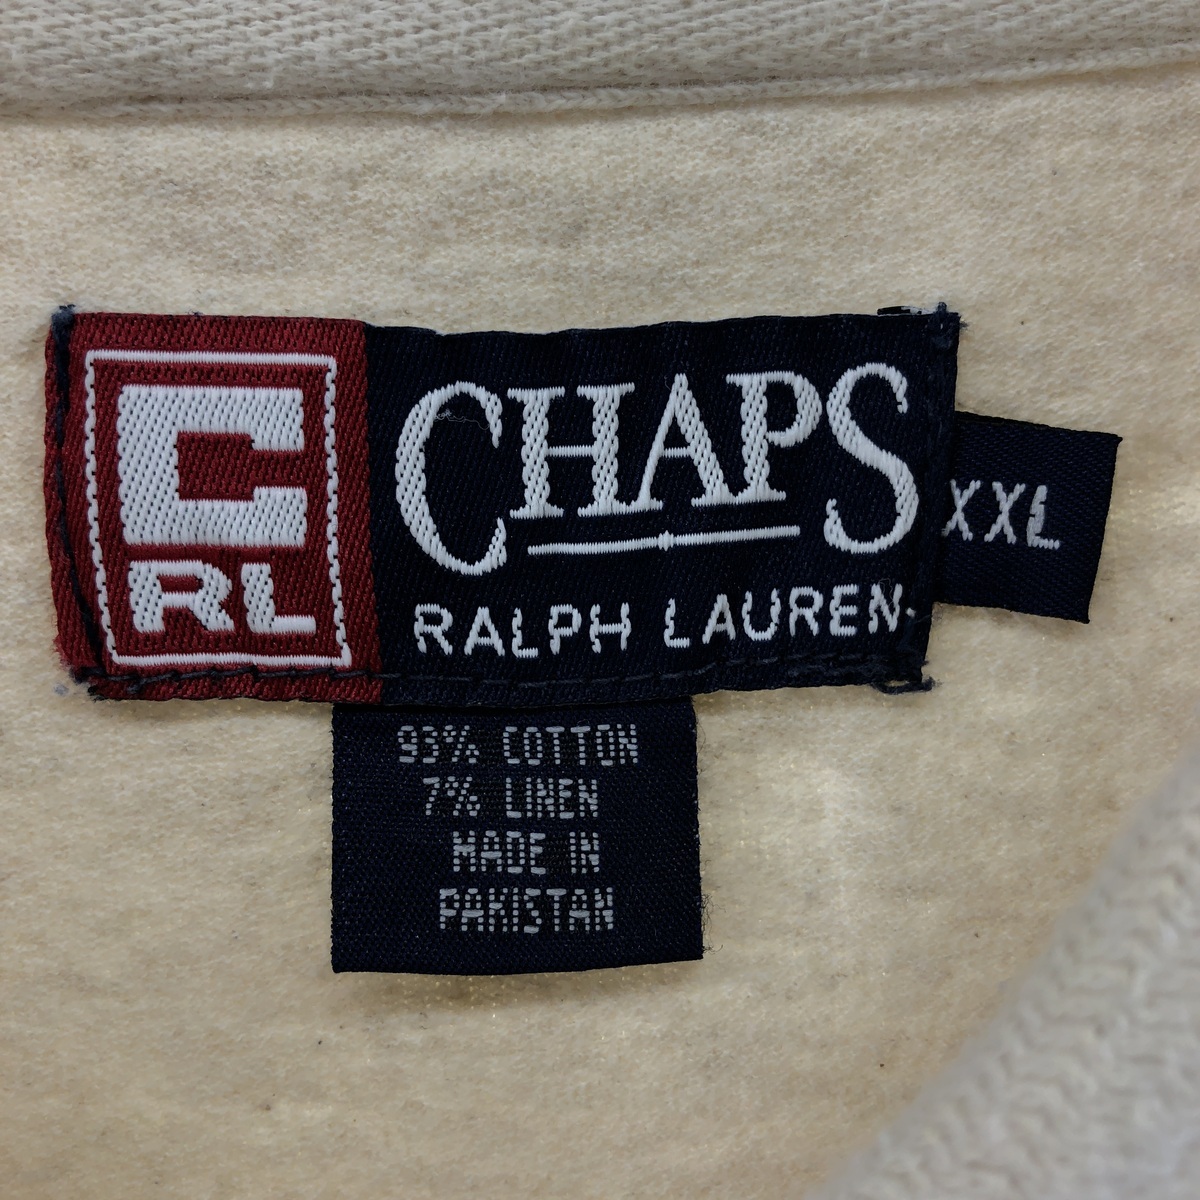 C
RL
CHAPS
RALPH LAUREN
XXL
93% COTTON
7% LINEN
MADE IN
PAKISTAN